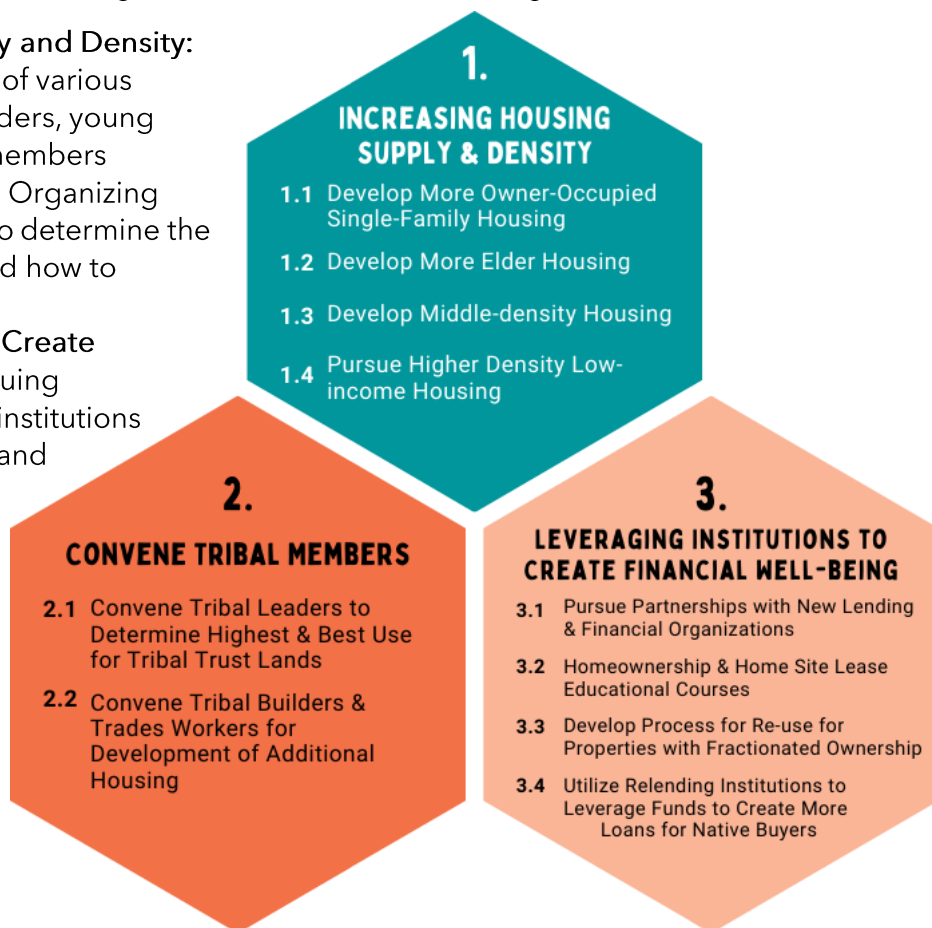 y and Density:
of various
ders, young
nembers
Organizing
o determine the
d how to
Create
uing
institutions
and
1.
INCREASING HOUSING
SUPPLY & DENSITY
1.1 Develop More Owner-Occupied
Single-Family Housing
1.2 Develop More Elder Housing
1.3 Develop Middle-density Housing
1.4 Pursue Higher Density Low-
income Housing
2.
CONVENE TRIBAL MEMBERS
2.1 Convene Tribal Leaders to
Determine Highest & Best Use
for Tribal Trust Lands
2.2 Convene Tribal Builders &
Trades Workers for
Development of Additional
Housing
3.
LEVERAGING INSTITUTIONS TO
CREATE FINANCIAL WELL-BEING
3.1 Pursue Partnerships with New Lending
& Financial Organizations
3.2 Homeownership & Home Site Lease
Educational Courses
3.3 Develop Process for Re-use for
Properties with Fractionated Ownership
3.4 Utilize Relending Institutions to
Leverage Funds to Create More
Loans for Native Buyers